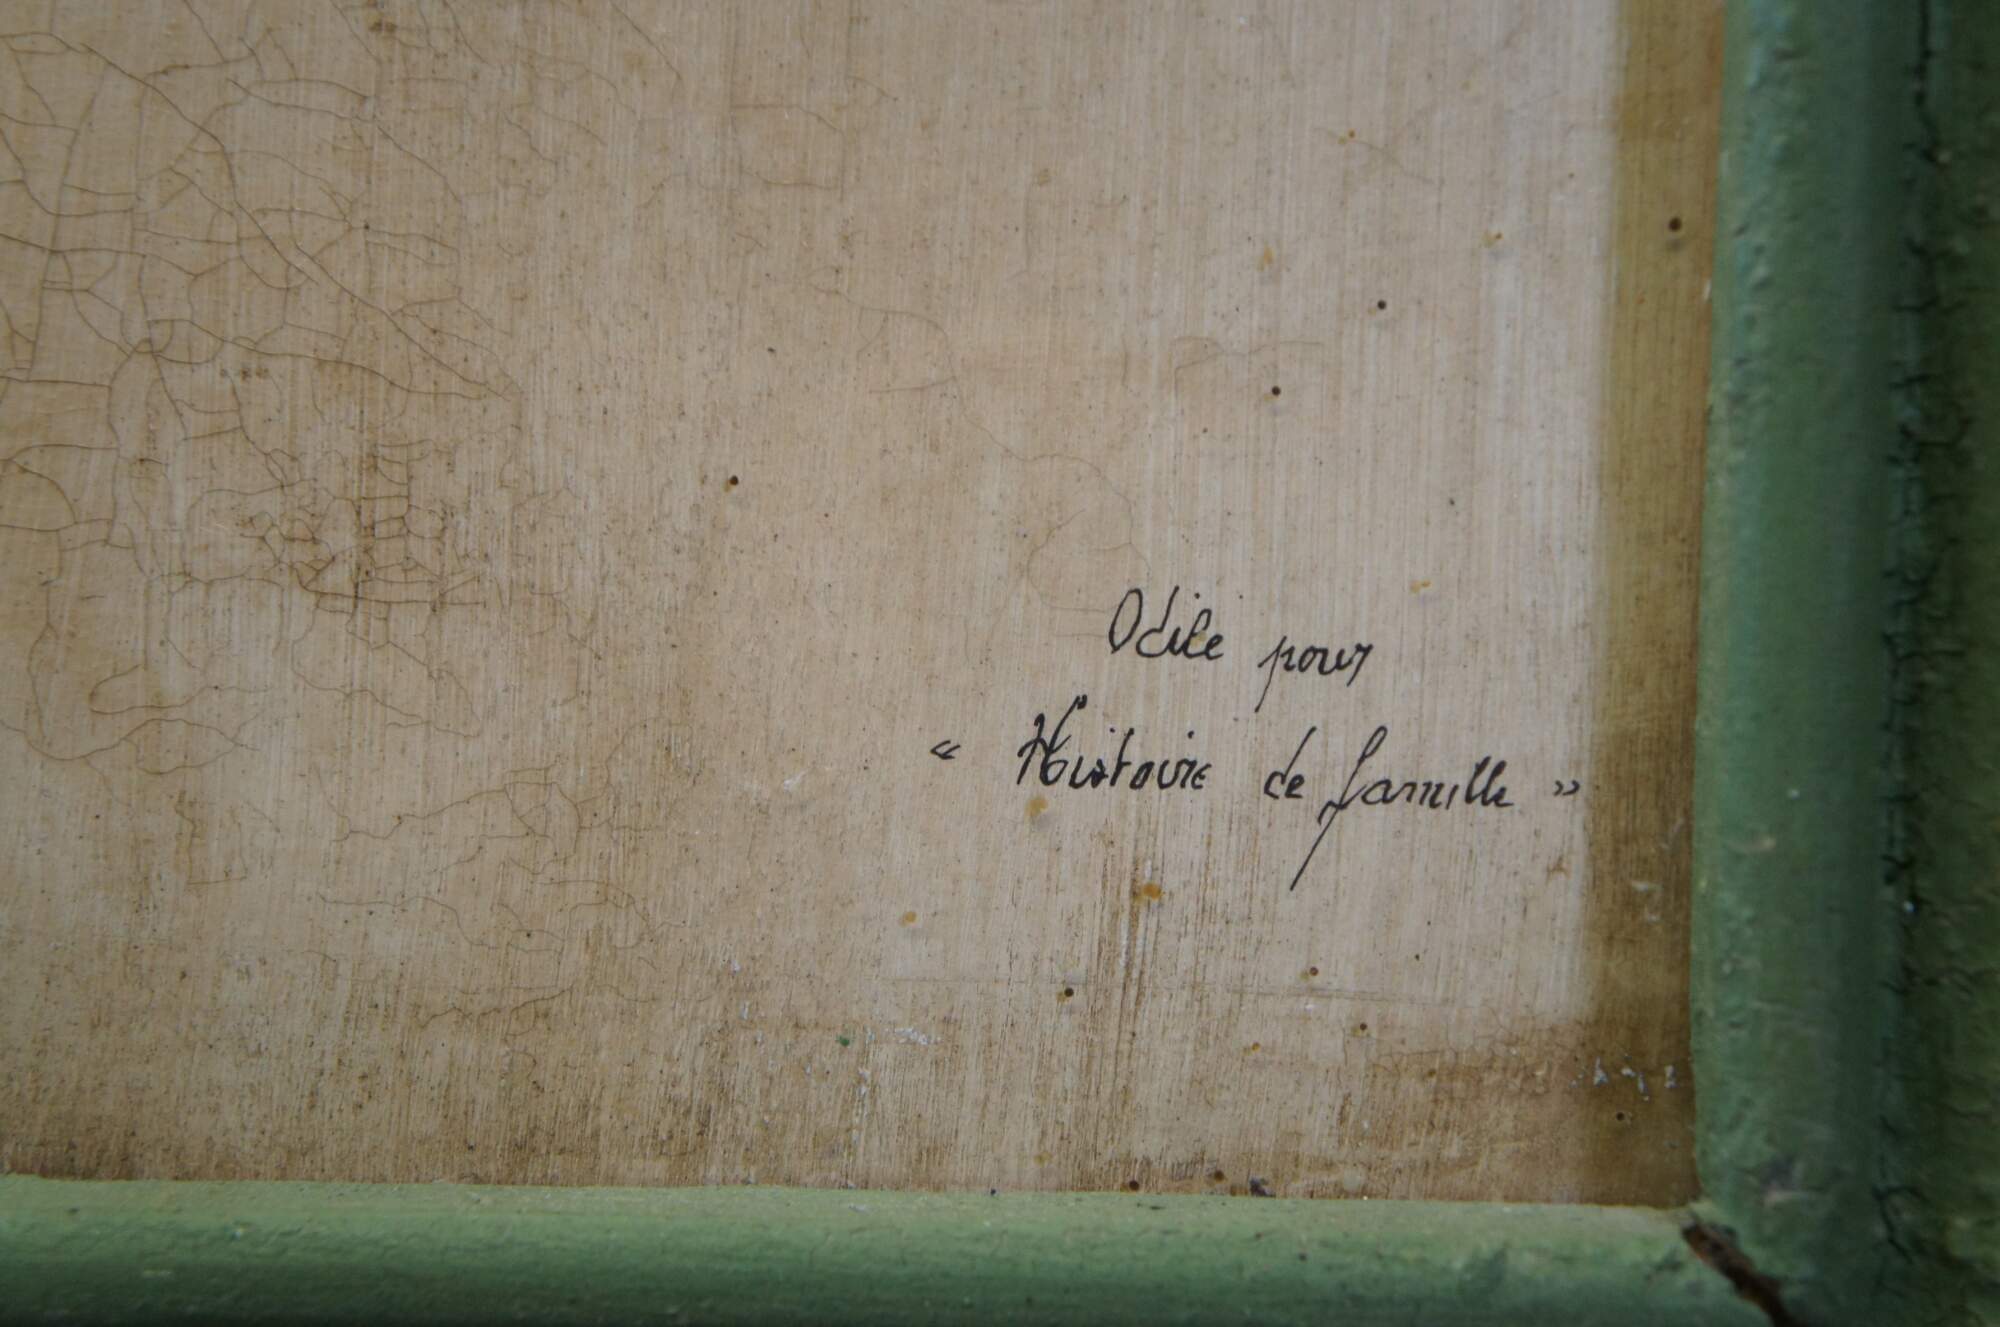 Odile pour
« Histoire de famille »